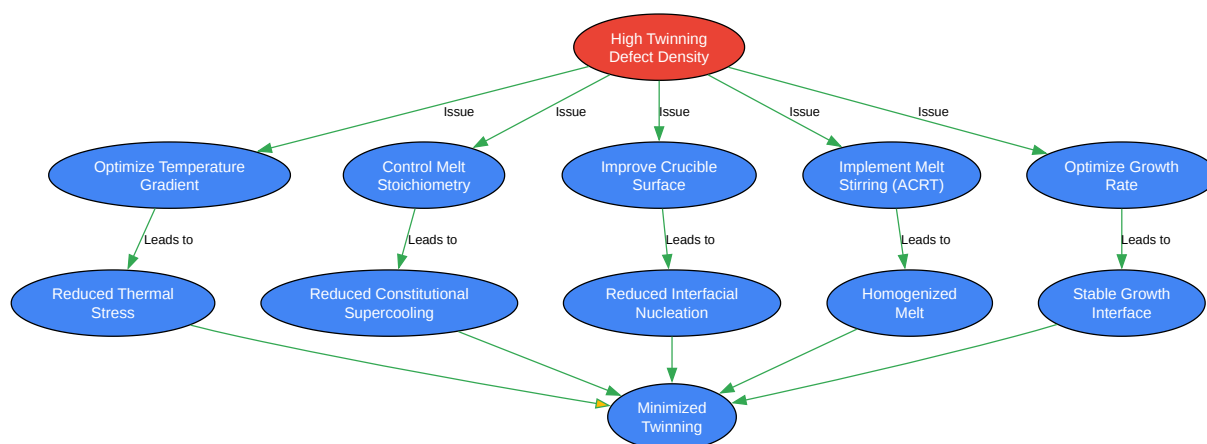 High Twinning
Defect Density
Issue
Issue
Issue
Issue
Issue
Optimize Temperature
Gradient
Control Melt
Stoichiometry
Improve Crucible
Surface
Implement Melt
Stirring (ACRT)
Optimize Growth
Rate
Leads to
Leads to
Leads to
Leads to
Leads to
Reduced Thermal
Stress
Reduced Constitutional
Supercooling
Reduced Interfacial
Nucleation
Homogenized
Melt
Stable Growth
Interface
Minimized
Twinning